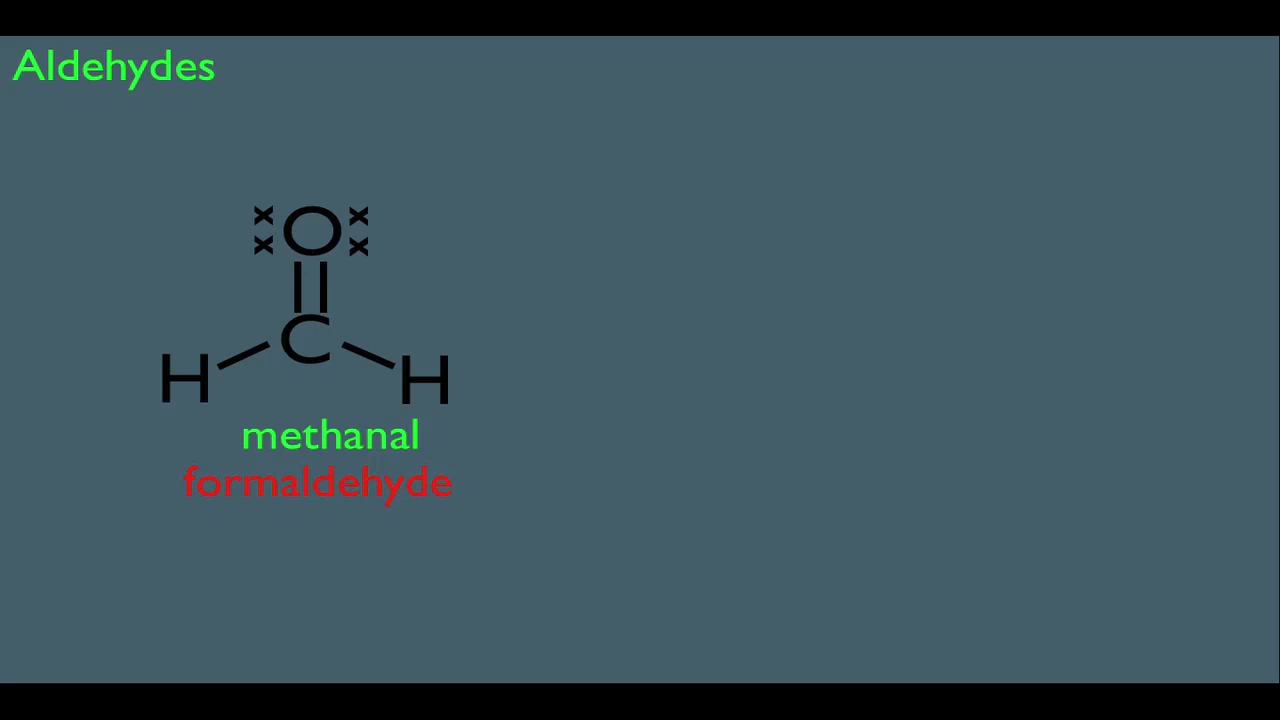 Aldehydes
x O x
x x
C
H H
methanal
formaldehyde